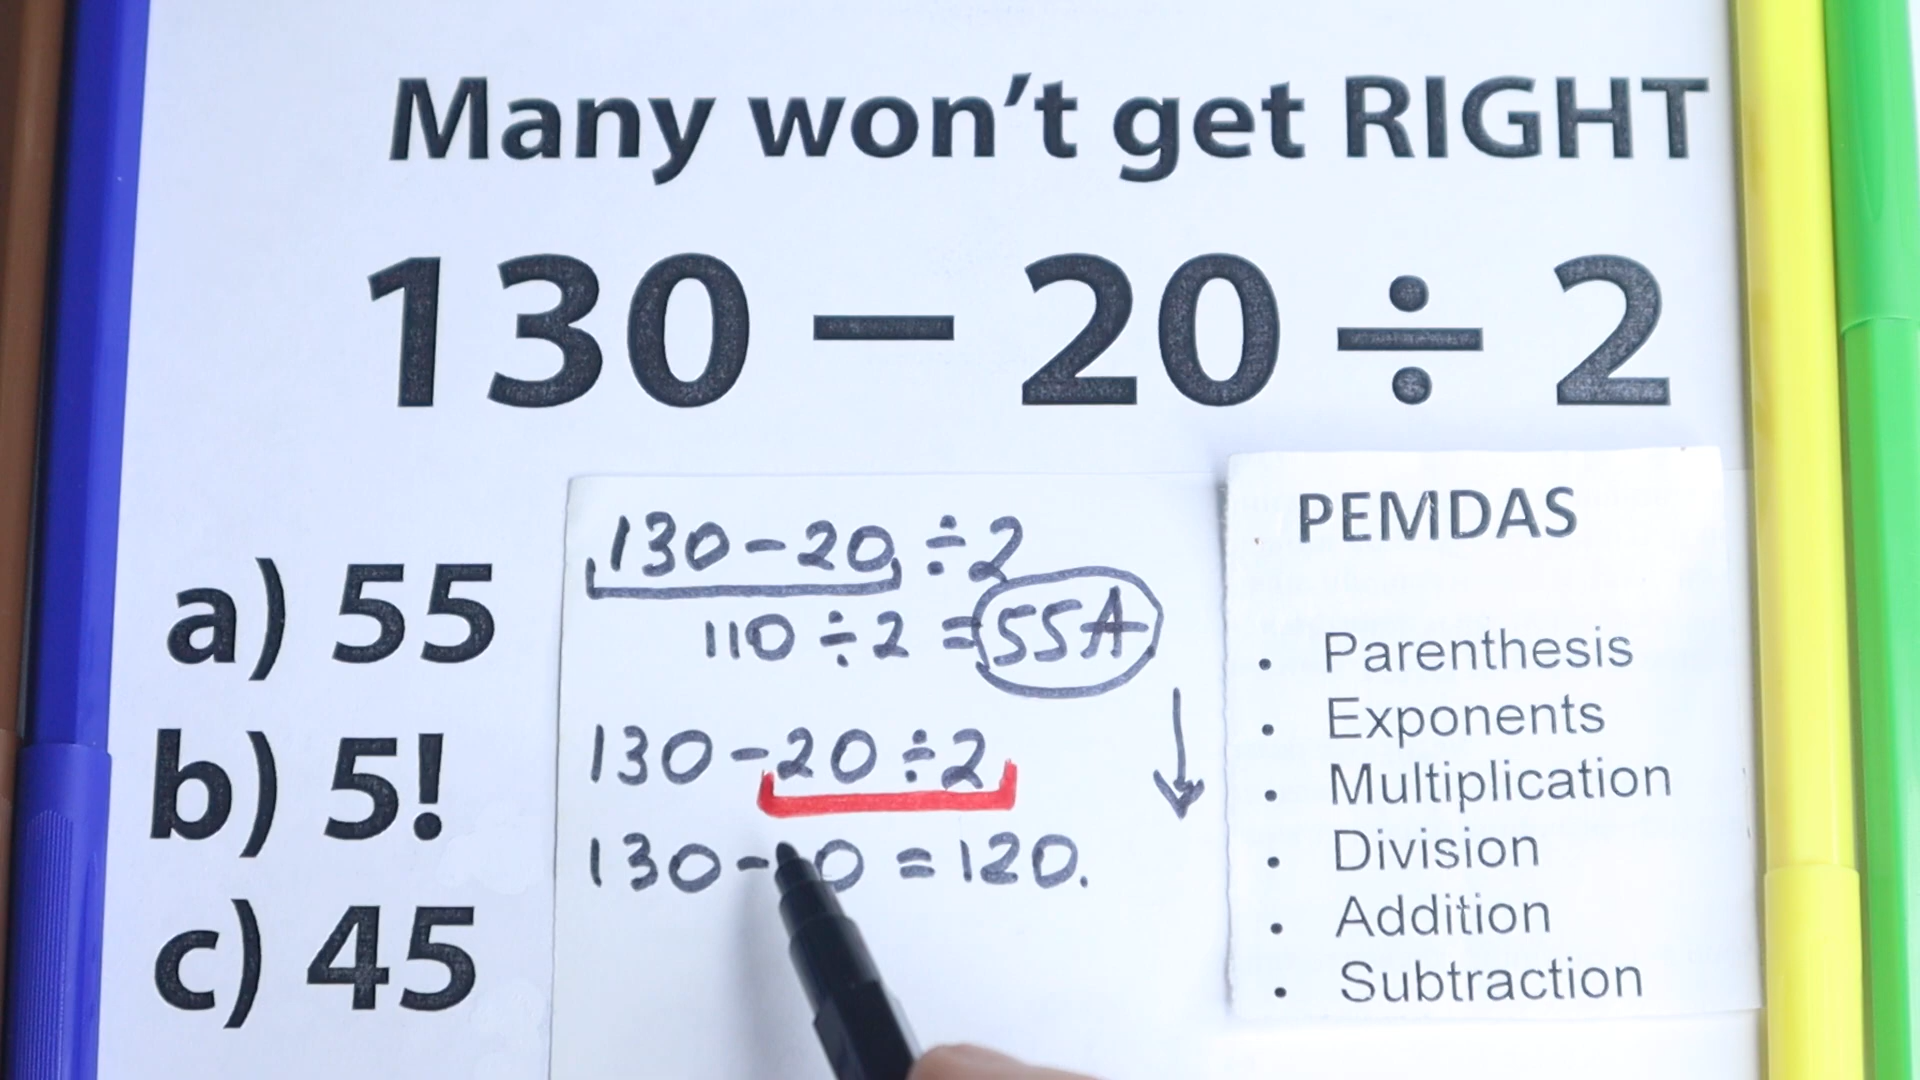 Many won't get RIGHT
130 – 20 ÷ 2
a) 55
b) 5!
c) 45
130-20÷2
110÷2=55A
130-20÷2
130- 0=120.
PEMDAS
• Parenthesis
• Exponents
• Multiplication
• Division
• Addition
• Subtraction